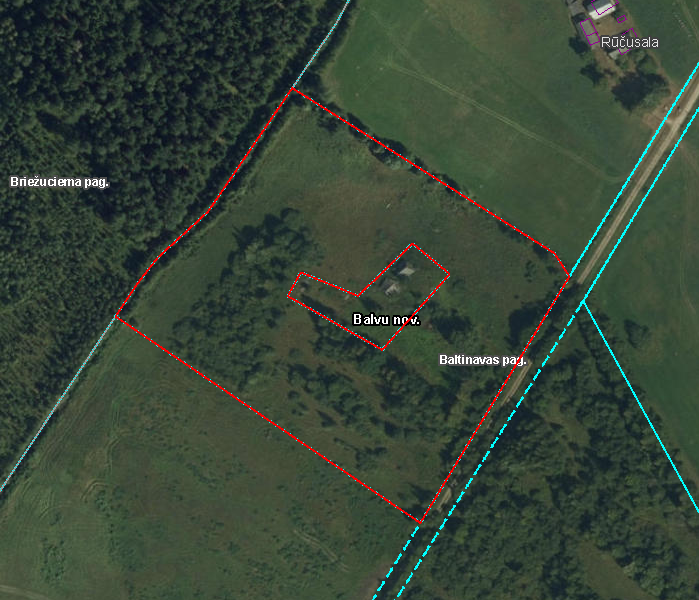 Rūčusala
Briežuciema pag.
Balvu nov.
Baltinavas pag.